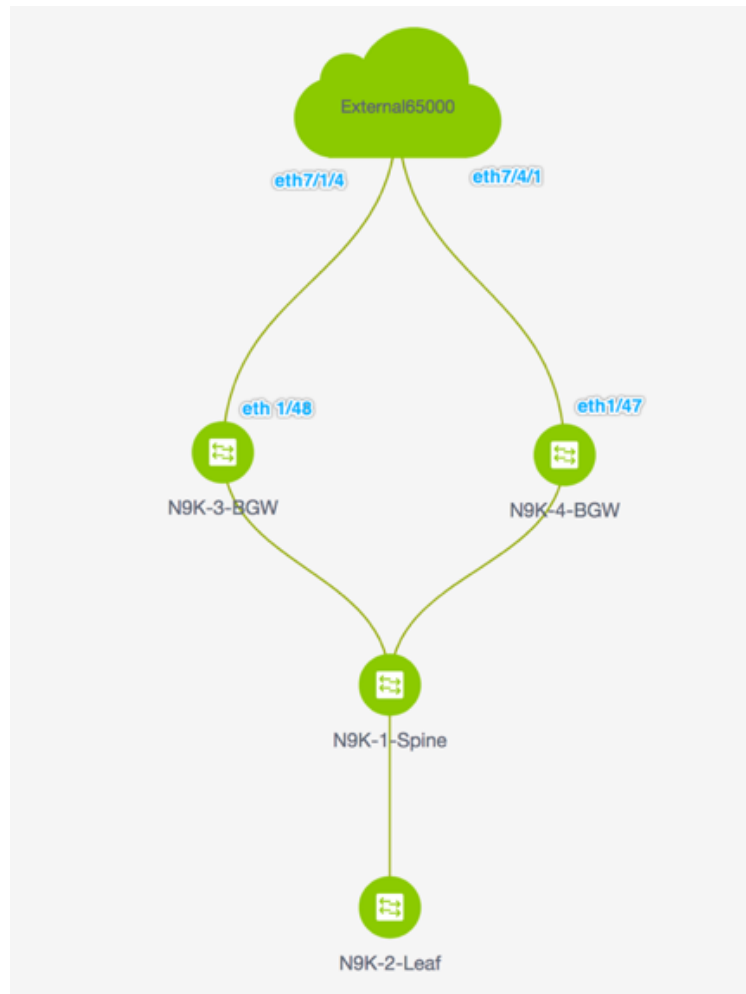 External65000
eth7/1/4
eth7/4/1
eth 1/48
eth1/47
N9K-3-BGW
N9K-4-BGW
N9K-1-Spine
N9K-2-Leaf